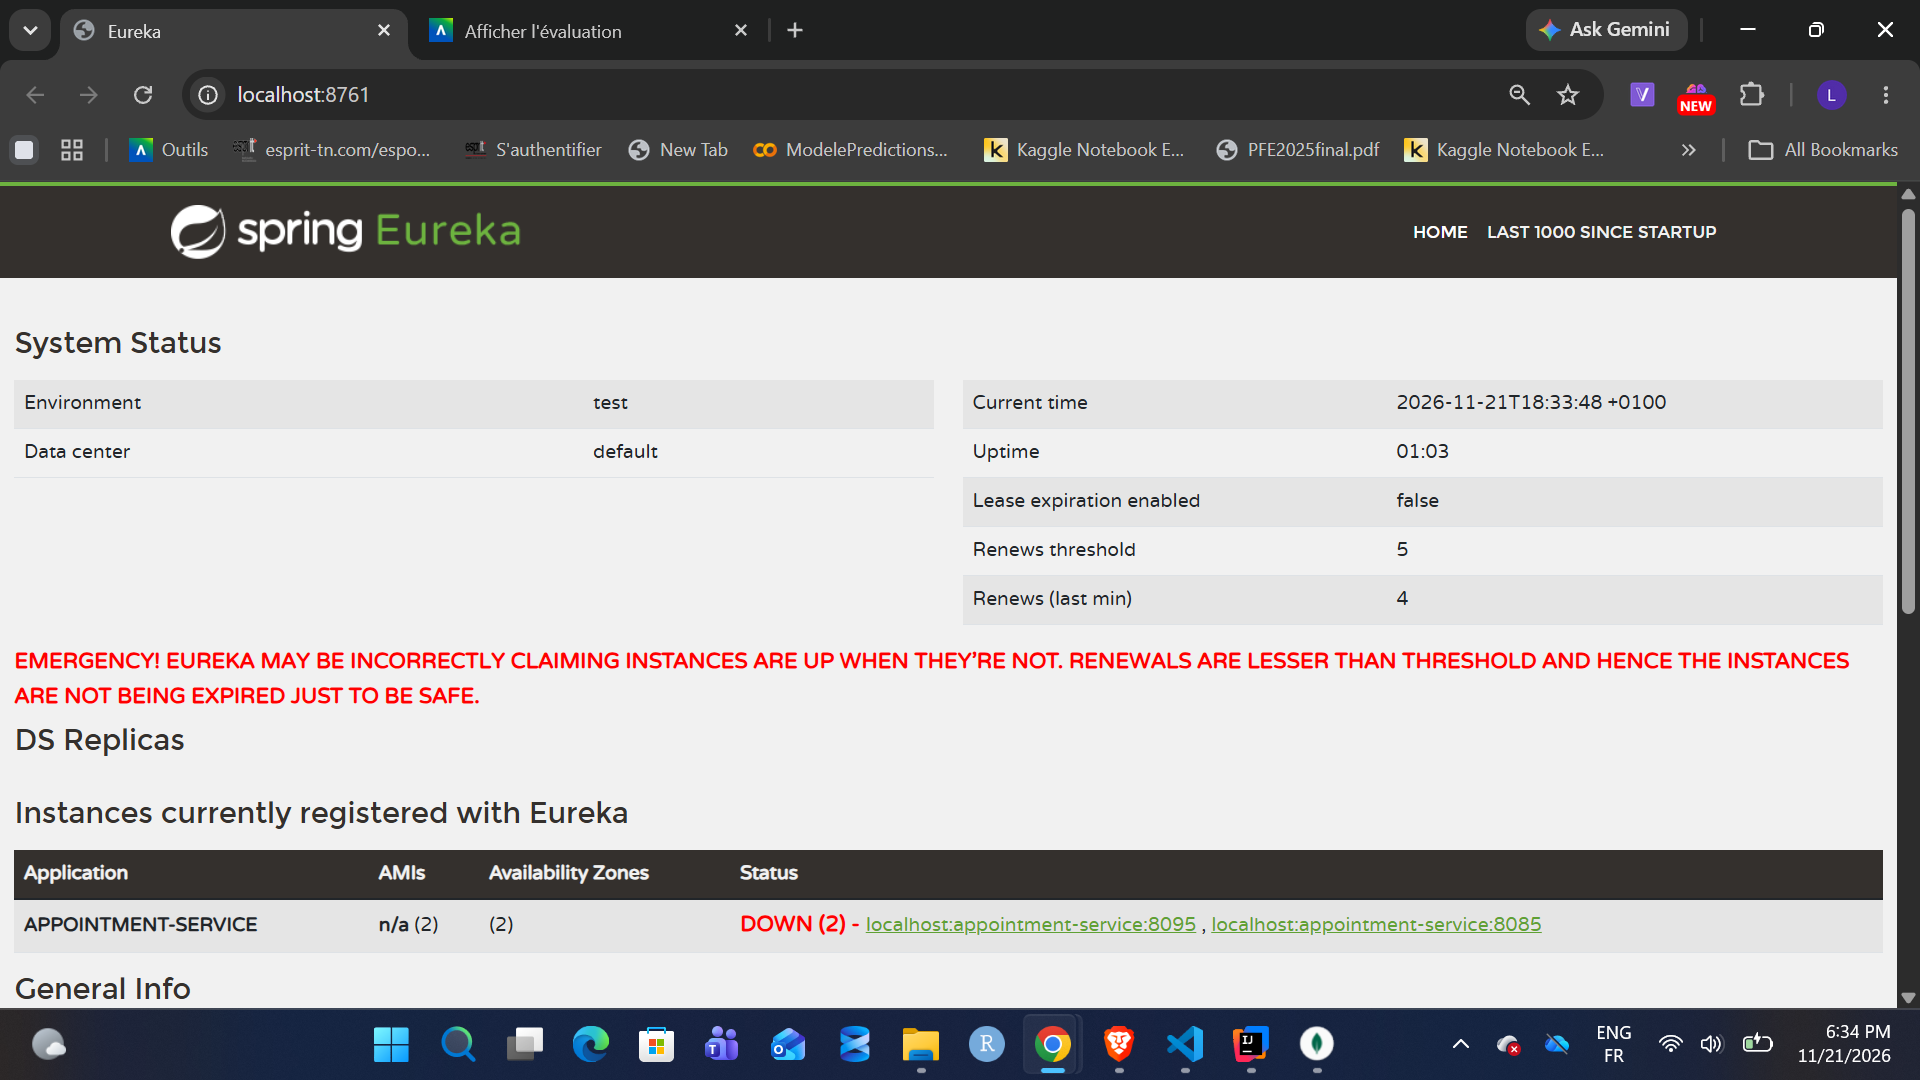 Eureka
Afficher l'évaluation
Ask Gemini
localhost:8761
NEW
L
Outils
esprit-tn.com/espo...
S'authentifier
New Tab
ModelePredictions...
Kaggle Notebook E...
PFE2025final.pdf
Kaggle Notebook E...
All Bookmarks
spring Eureka
HOME LAST 1000 SINCE STARTUP
System Status
Environment test
Data center default
Current time 2026-11-21T18:33:48 +0100
Uptime 01:03
Lease expiration enabled false
Renews threshold 5
Renews (last min) 4
EMERGENCY! EUREKA MAY BE INCORRECTLY CLAIMING INSTANCES ARE UP WHEN THEY’RE NOT. RENEWALS ARE LESSER THAN THRESHOLD AND HENCE THE INSTANCES
ARE NOT BEING EXPIRED JUST TO BE SAFE.
DS Replicas
Instances currently registered with Eureka
Application AMIs Availability Zones Status
APPOINTMENT-SERVICE n/a (2) (2) DOWN (2) - localhost:appointment-service:8095 , localhost:appointment-service:8085
General Info
ENG
FR
6:34 PM
11/21/2026